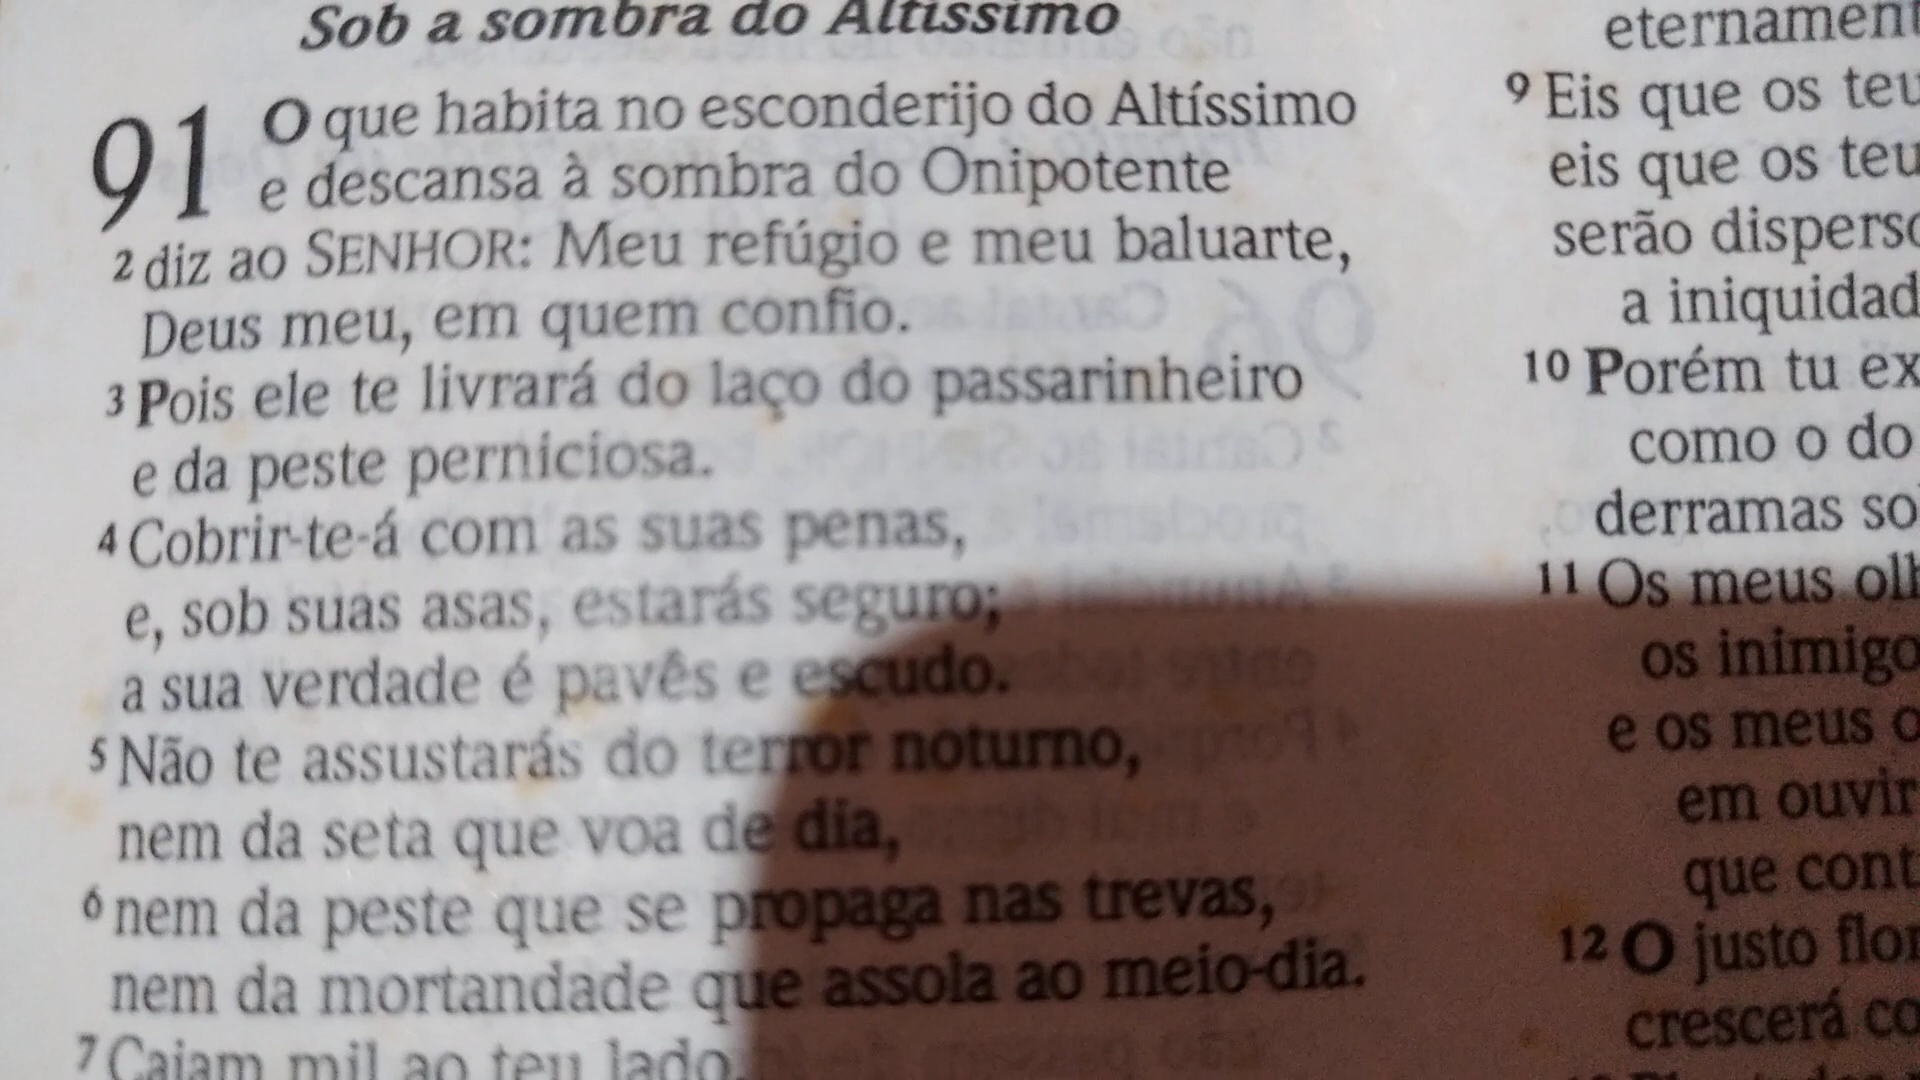 Sob a sombra do Altíssimo
91 O que habita no esconderijo do Altíssimo
e descansa à sombra do Onipotente
2 diz ao SENHOR: Meu refúgio e meu baluarte,
Deus meu, em quem confio.
3 Pois ele te livrará do laço do passarinheiro
e da peste perniciosa.
4 Cobrir-te-á com as suas penas,
e, sob suas asas, estarás seguro;
a sua verdade é pavês e escudo.
5 Não te assustarás do terror noturno,
nem da seta que voa de dia,
6 nem da peste que se propaga nas trevas,
nem da mortandade que assola ao meio-dia.
7 Caiam mil ao teu lado,
eternament
9 Eis que os teu
eis que os teu
serão disperso
a iniquidad
10 Porém tu ex
como o do
derramas so
11 Os meus olh
os inimigo
e os meus o
em ouvir
que cont
12 O justo flor
crescerá co